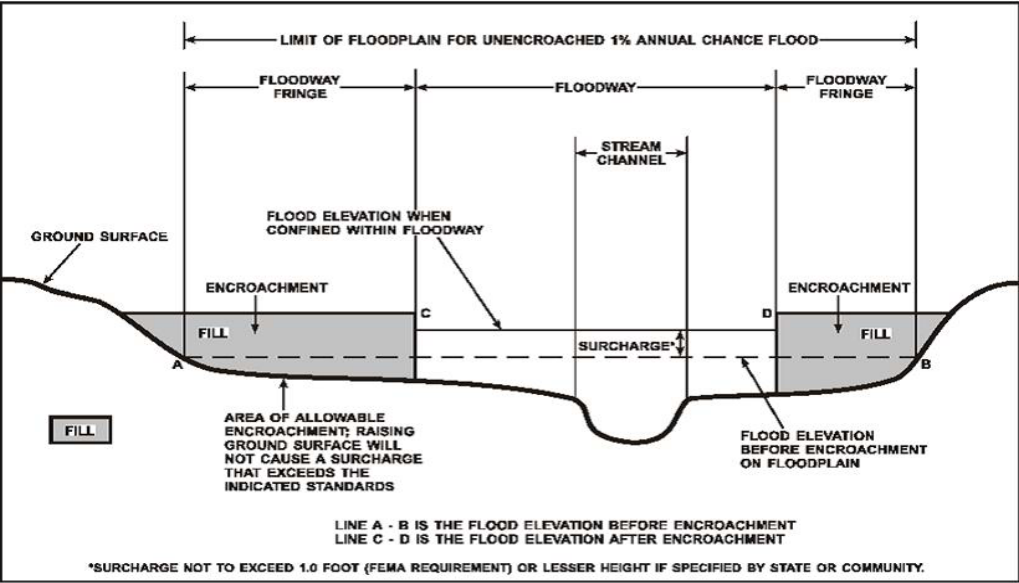 LIMIT OF FLOODPLAIN FOR UNENCROACHED 1% ANNUAL CHANCE FLOOD
FLOODWAY
FRINGE
FLOODWAY
FLOODWAY
FRINGE
STREAM
CHANNEL
FLOOD ELEVATION WHEN
CONFINED WITHIN FLOODWAY
GROUND SURFACE
ENCROACHMENT
ENCROACHMENT
C
D
FILL
FILL
SURCHARGE*
A
B
AREA OF ALLOWABLE
ENCROACHMENT; RAISING
GROUND SURFACE WILL
NOT CAUSE A SURCHARGE
THAT EXCEEDS THE
INDICATED STANDARDS
FILL
FLOOD ELEVATION
BEFORE ENCROACHMENT
ON FLOODPLAIN
LINE A - B IS THE FLOOD ELEVATION BEFORE ENCROACHMENT
LINE C - D IS THE FLOOD ELEVATION AFTER ENCROACHMENT
*SURCHARGE NOT TO EXCEED 1.0 FOOT (FEMA REQUIREMENT) OR LESSER HEIGHT IF SPECIFIED BY STATE OR COMMUNITY.